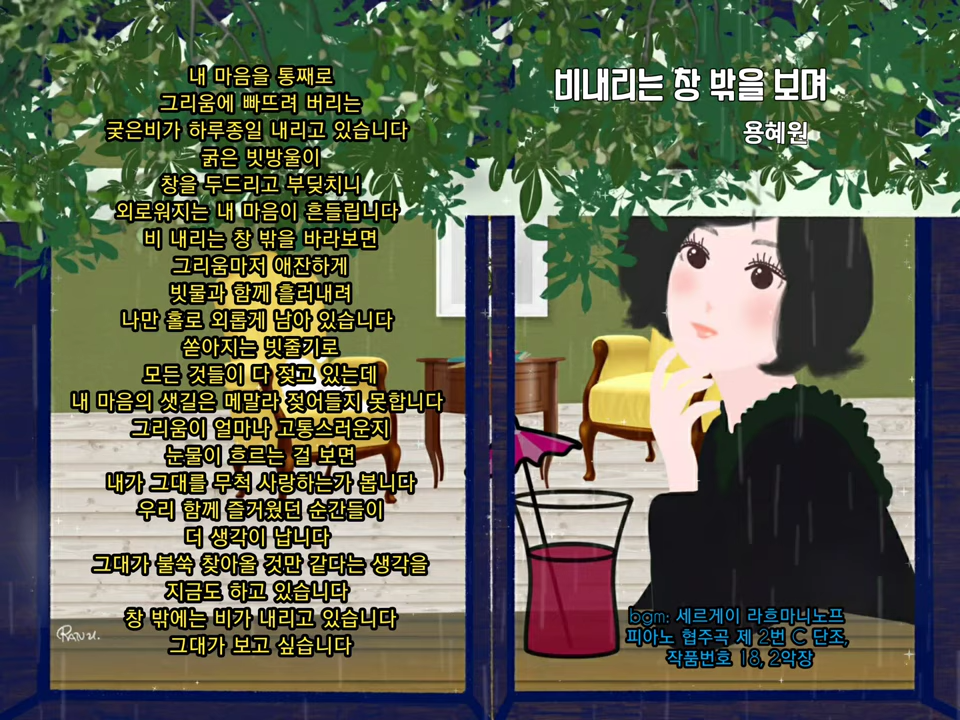 내 마음을 통째로
그리움에 빠뜨려 버리는
궂은비가 하루종일 내리고 있습니다
굵은 빗방울이
창을 두드리고 부딪치니
외로워지는 내 마음이 흔들립니다
비 내리는 창 밖을 바라보면
그리움마저 애잔하게
빗물과 함께 흘러내려
나만 홀로 외롭게 남아 있습니다
쏟아지는 빗줄기로
모든 것들이 다 젖고 있는데
내 마음의 샛길은 메말라 젖어들지 못합니다
그리움이 얼마나 고통스러운지
눈물이 흐르는 걸 보면
내가 그대를 무척 사랑하는가 봅니다
우리 함께 즐거웠던 순간들이
더 생각이 납니다
그대가 불쑥 찾아올 것만 같다는 생각을
지금도 하고 있습니다
창 밖에는 비가 내리고 있습니다
그대가 보고 싶습니다
비내리는 창 밖을 보며
용혜원
bgm: 세르게이 라흐마니노프
피아노 협주곡 제 2번 C 단조,
작품번호 18, 2악장